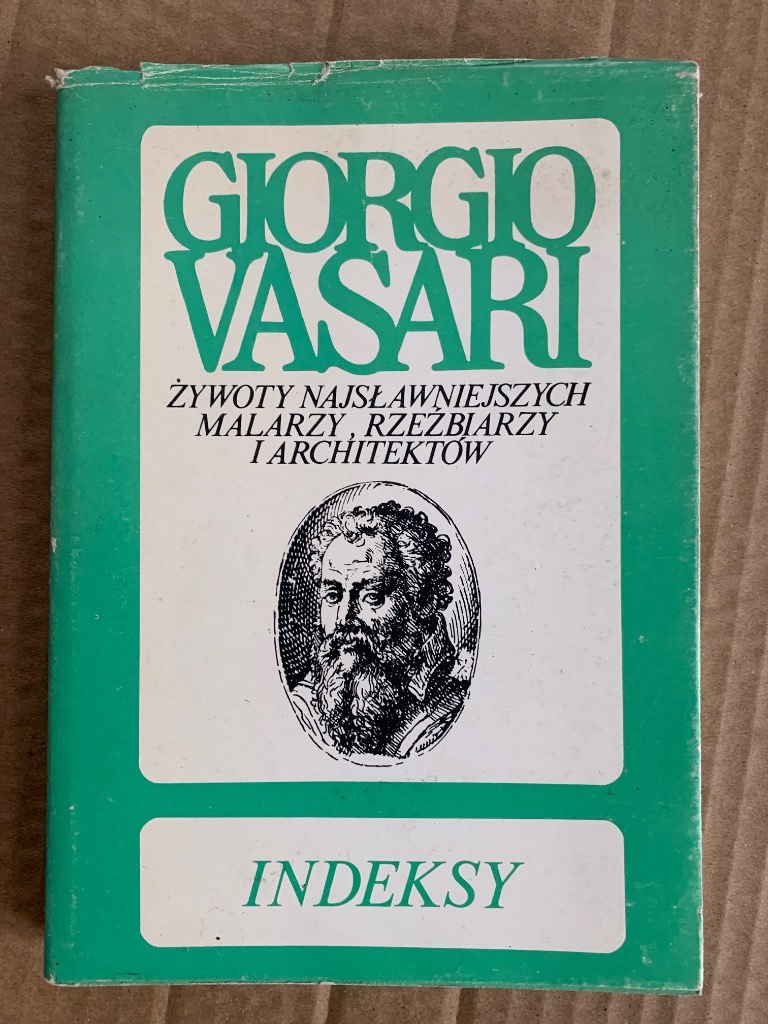 GIORGIO
VASARI
ŻYWOTY NAJSŁAWNIEJSZYCH
MALARZY, RZEŹBIARZY
I ARCHITEKTÓW
INDEKSY